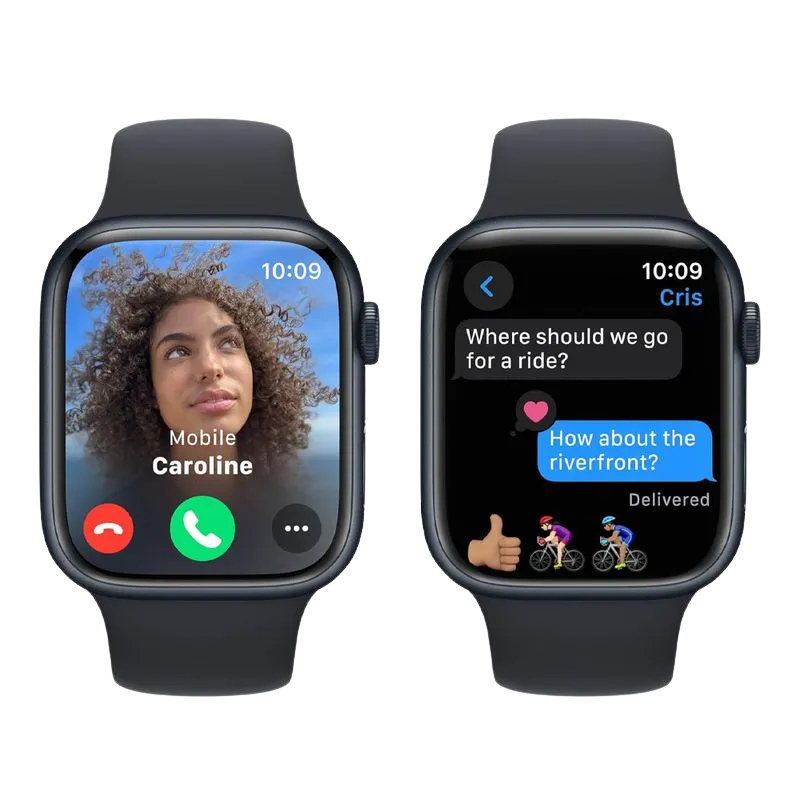 10:09
Mobile
Caroline
10:09
Cris
Where should we go
for a ride?
How about the
riverfront?
Delivered